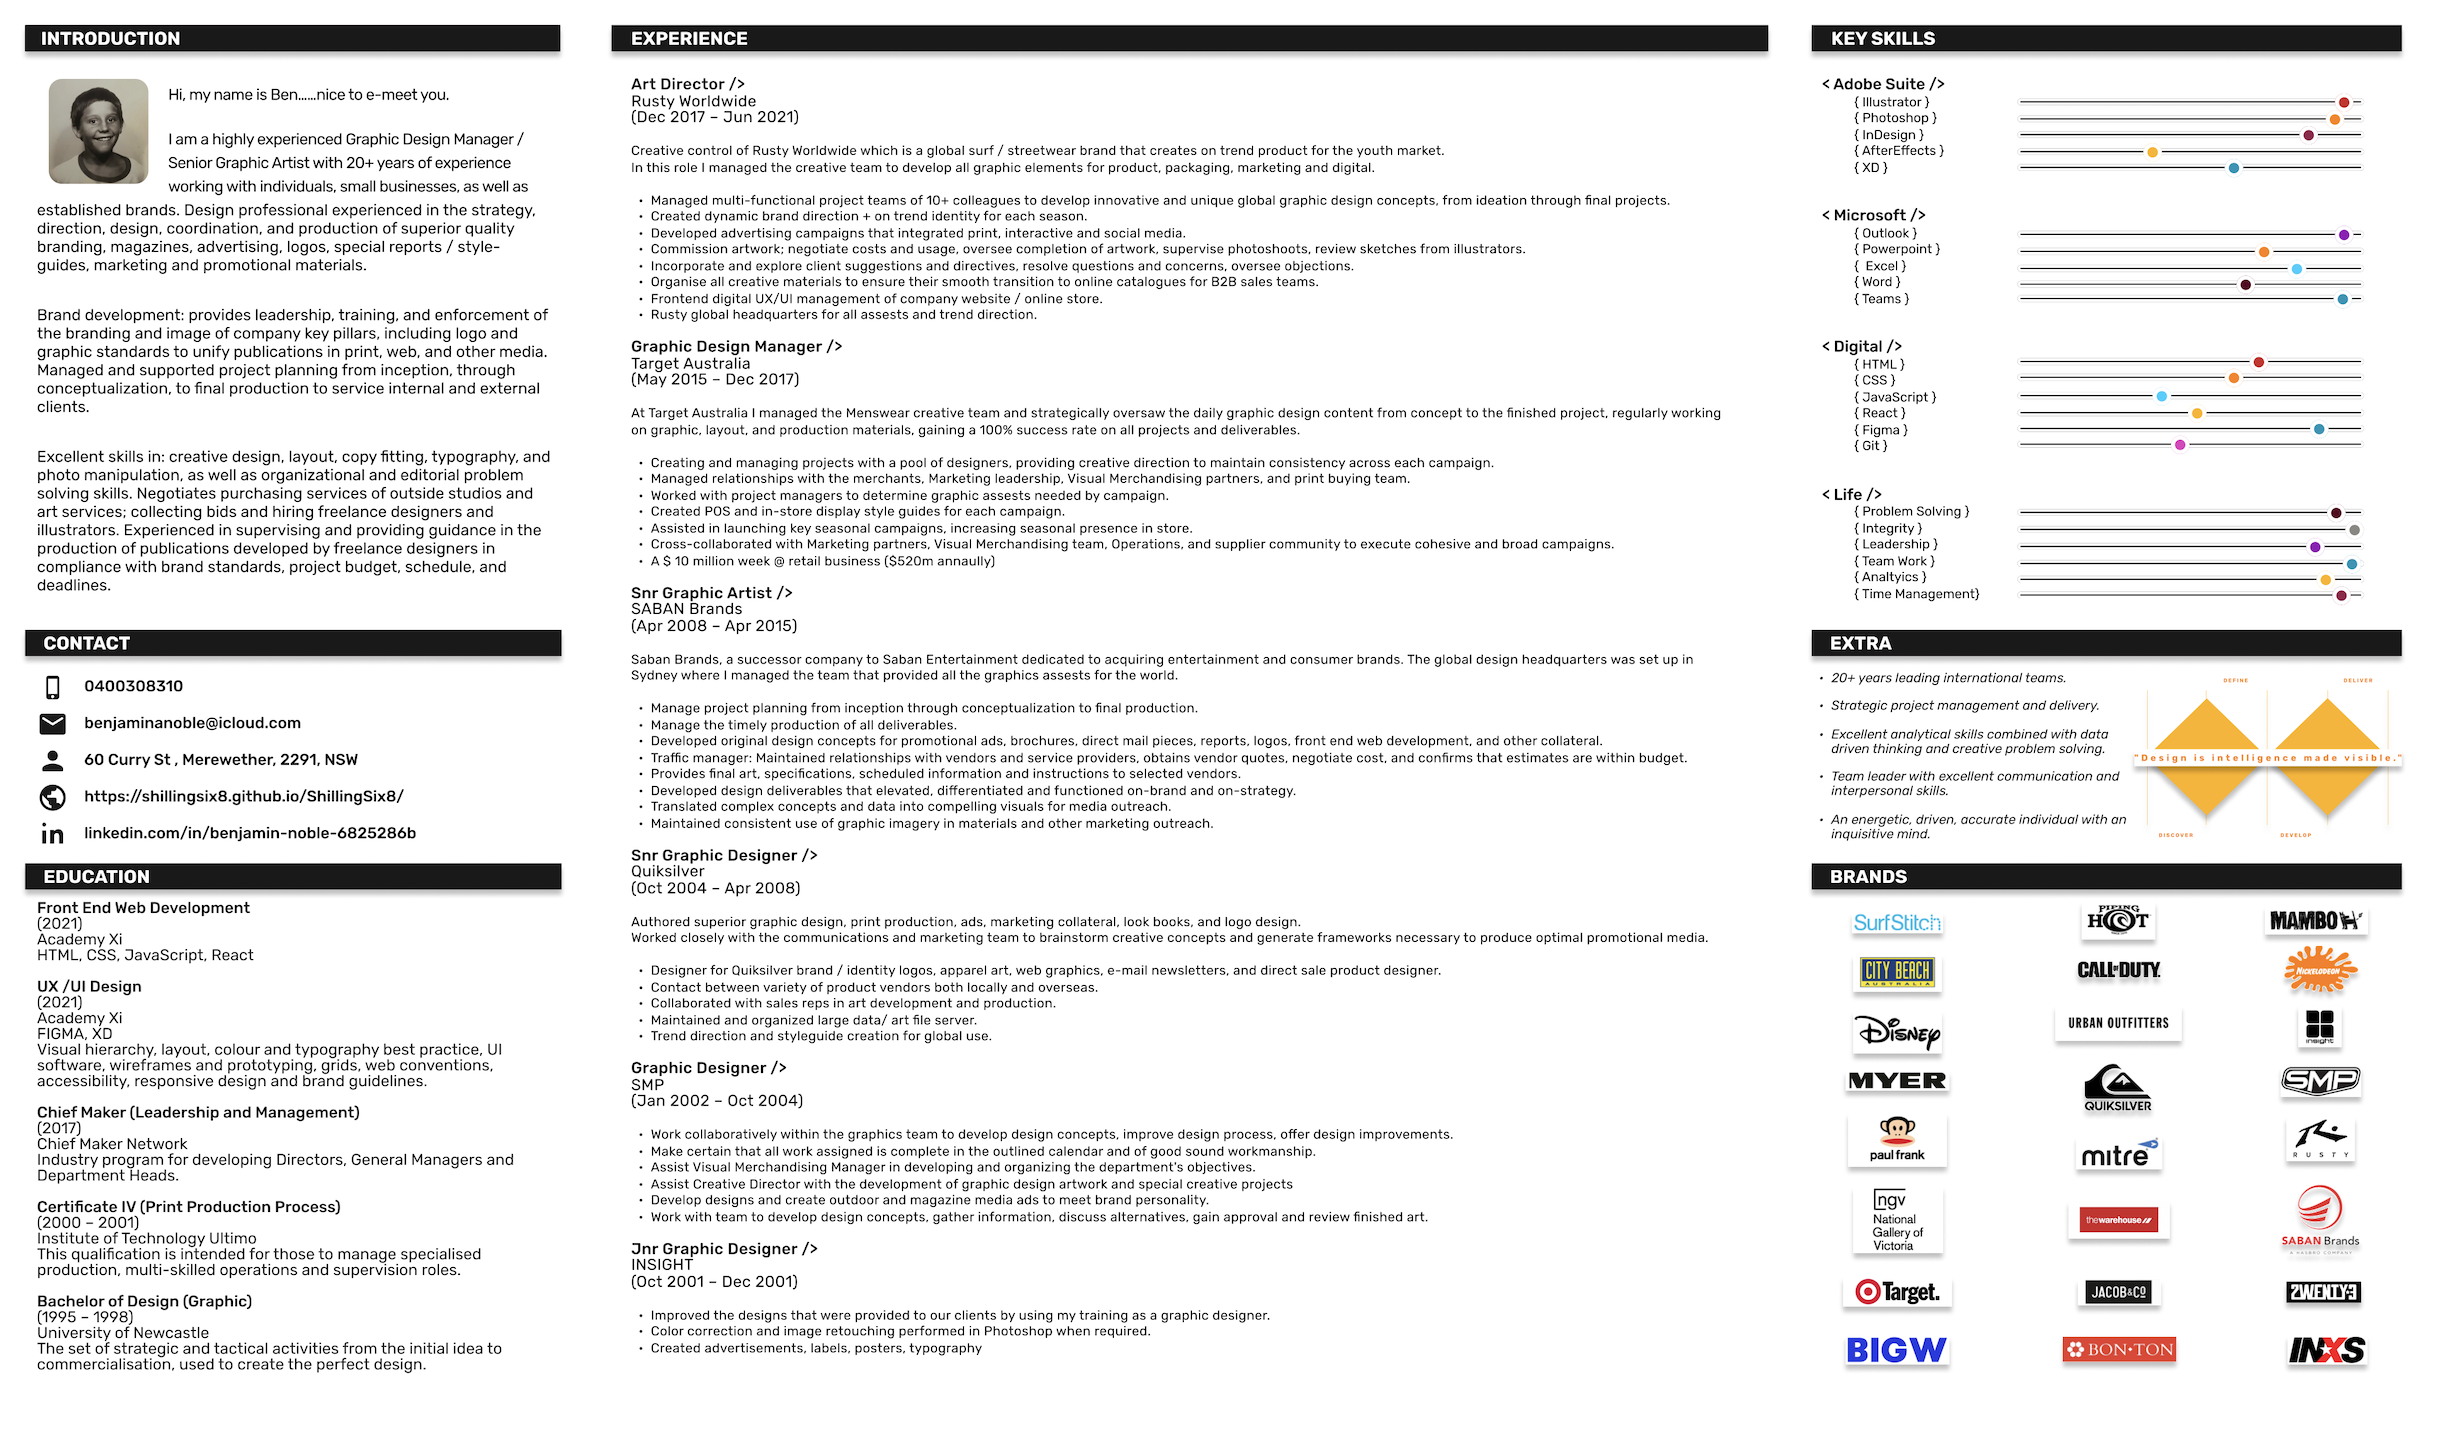 INTRODUCTION
Hi, my name is Ben......nice to e-meet you.
I am a highly experienced Graphic Design Manager /
Senior Graphic Artist with 20+ years of experience
working with individuals, small businesses, as well as
established brands. Design professional experienced in the strategy,
direction, design, coordination, and production of superior quality
branding, magazines, advertising, logos, special reports / style-
guides, marketing and promotional materials.
Brand development: provides leadership, training, and enforcement of
the branding and image of company key pillars, including logo and
graphic standards to unify publications in print, web, and other media.
Managed and supported project planning from inception, through
conceptualization, to final production to service internal and external
clients.
Excellent skills in: creative design, layout, copy fitting, typography, and
photo manipulation, as well as organizational and editorial problem
solving skills. Negotiates purchasing services of outside studios and
art services; collecting bids and hiring freelance designers and
illustrators. Experienced in supervising and providing guidance in the
production of publications developed by freelance designers in
compliance with brand standards, project budget, schedule, and
deadlines.
CONTACT
0400308310
benjaminanoble@icloud.com
60 Curry St , Merewether, 2291, NSW
https://shillingsix8.github.io/ShillingSix8/
in linkedin.com/in/benjamin-noble-6825286b
EDUCATION
Front End Web Development
(2021)
Academy Xi
HTML, CSS, JavaScript, React
UX /UI Design
(2021)
Academy Xi
FIGMA, XD
Visual hierarchy, layout, colour and typography best practice, UI
software, wireframes and prototyping, grids, web conventions,
accessibility, responsive design and brand guidelines.
Chief Maker (Leadership and Management)
(2017)
Chief Maker Network
Industry program for developing Directors, General Managers and
Department Heads.
Certificate IV (Print Production Process)
(2000 – 2001)
Institute of Technology Ultimo
This qualification is intended for those to manage specialised
production, multi-skilled operations and supervision roles.
Bachelor of Design (Graphic)
(1995 – 1998)
University of Newcastle
The set of strategic and tactical activities from the initial idea to
commercialisation, used to create the perfect design.
EXPERIENCE
Art Director />
Rusty Worldwide
(Dec 2017 – Jun 2021)
Creative control of Rusty Worldwide which is a global surf / streetwear brand that creates on trend product for the youth market.
In this role I managed the creative team to develop all graphic elements for product, packaging, marketing and digital.
• Managed multi-functional project teams of 10+ colleagues to develop innovative and unique global graphic design concepts, from ideation through final projects.
• Created dynamic brand direction + on trend identity for each season.
• Developed advertising campaigns that integrated print, interactive and social media.
• Commission artwork; negotiate costs and usage, oversee completion of artwork, supervise photoshoots, review sketches from illustrators.
• Incorporate and explore client suggestions and directives, resolve questions and concerns, oversee objections.
• Organise all creative materials to ensure their smooth transition to online catalogues for B2B sales teams.
• Frontend digital UX/UI management of company website / online store.
• Rusty global headquarters for all assests and trend direction.
Graphic Design Manager />
Target Australia
(May 2015 – Dec 2017)
At Target Australia I managed the Menswear creative team and strategically oversaw the daily graphic design content from concept to the finished project, regularly working
on graphic, layout, and production materials, gaining a 100% success rate on all projects and deliverables.
• Creating and managing projects with a pool of designers, providing creative direction to maintain consistency across each campaign.
• Managed relationships with the merchants, Marketing leadership, Visual Merchandising partners, and print buying team.
• Worked with project managers to determine graphic assests needed by campaign.
• Created POS and in-store display style guides for each campaign.
• Assisted in launching key seasonal campaigns, increasing seasonal presence in store.
• Cross-collaborated with Marketing partners, Visual Merchandising team, Operations, and supplier community to execute cohesive and broad campaigns.
• A $ 10 million week @ retail business ($520m annaully)
Snr Graphic Artist />
SABAN Brands
(Apr 2008 – Apr 2015)
Saban Brands, a successor company to Saban Entertainment dedicated to acquiring entertainment and consumer brands. The global design headquarters was set up in
Sydney where I managed the team that provided all the graphics assests for the world.
• Manage project planning from inception through conceptualization to final production.
• Manage the timely production of all deliverables.
• Developed original design concepts for promotional ads, brochures, direct mail pieces, reports, logos, front end web development, and other collateral.
• Traffic manager: Maintained relationships with vendors and service providers, obtains vendor quotes, negotiate cost, and confirms that estimates are within budget.
• Provides final art, specifications, scheduled information and instructions to selected vendors.
• Developed design deliverables that elevated, differentiated and functioned on-brand and on-strategy.
• Translated complex concepts and data into compelling visuals for media outreach.
• Maintained consistent use of graphic imagery in materials and other marketing outreach.
Snr Graphic Designer />
Quiksilver
(Oct 2004 – Apr 2008)
Authored superior graphic design, print production, ads, marketing collateral, look books, and logo design.
Worked closely with the communications and marketing team to brainstorm creative concepts and generate frameworks necessary to produce optimal promotional media.
• Designer for Quiksilver brand / identity logos, apparel art, web graphics, e-mail newsletters, and direct sale product designer.
• Contact between variety of product vendors both locally and overseas.
• Collaborated with sales reps in art development and production.
• Maintained and organized large data/ art file server.
• Trend direction and styleguide creation for global use.
Graphic Designer />
SMP
(Jan 2002 – Oct 2004)
• Work collaboratively within the graphics team to develop design concepts, improve design process, offer design improvements.
• Make certain that all work assigned is complete in the outlined calendar and of good sound workmanship.
• Assist Visual Merchandising Manager in developing and organizing the department's objectives.
• Assist Creative Director with the development of graphic design artwork and special creative projects
• Develop designs and create outdoor and magazine media ads to meet brand personality.
• Work with team to develop design concepts, gather information, discuss alternatives, gain approval and review finished art.
Jnr Graphic Designer />
INSIGHT
(Oct 2001 – Dec 2001)
• Improved the designs that were provided to our clients by using my training as a graphic designer.
• Color correction and image retouching performed in Photoshop when required.
• Created advertisements, labels, posters, typography
KEY SKILLS
< Adobe Suite />
{ Illustrator }
{ Photoshop }
{ InDesign }
{ AfterEffects }
{ XD }
< Microsoft />
{ Outlook }
{ Powerpoint }
{ Excel }
{ Word }
{ Teams }
< Digital />
{ HTML }
{ CSS }
{ JavaScript }
{ React }
{ Figma }
{ Git }
< Life />
{ Problem Solving }
{ Integrity }
{ Leadership }
{ Team Work }
{ Analtyics }
{ Time Management}
EXTRA
• 20+ years leading international teams.
• Strategic project management and delivery.
• Excellent analytical skills combined with data
driven thinking and creative problem solving.
• Team leader with excellent communication and
interpersonal skills.
• An energetic, driven, accurate individual with an
inquisitive mind.
DEFINE DELIVER
"Design is intelligence made visible."
DISCOVER DEVELOP
BRANDS
SurfStitch PIPING HOT MAMBO
CITY BEACH AUSTRALIA CALL OF DUTY NICKELODEON
Disney URBAN OUTFITTERS insight
MYER QUIKSILVER SMP
paul frank mitre RUSTY
ngv National Gallery of Victoria thewarehouse SABAN Brands A HASBRO COMPANY
Target. JACOB&CO 2WENTY3
BIGW BON•TON INXS